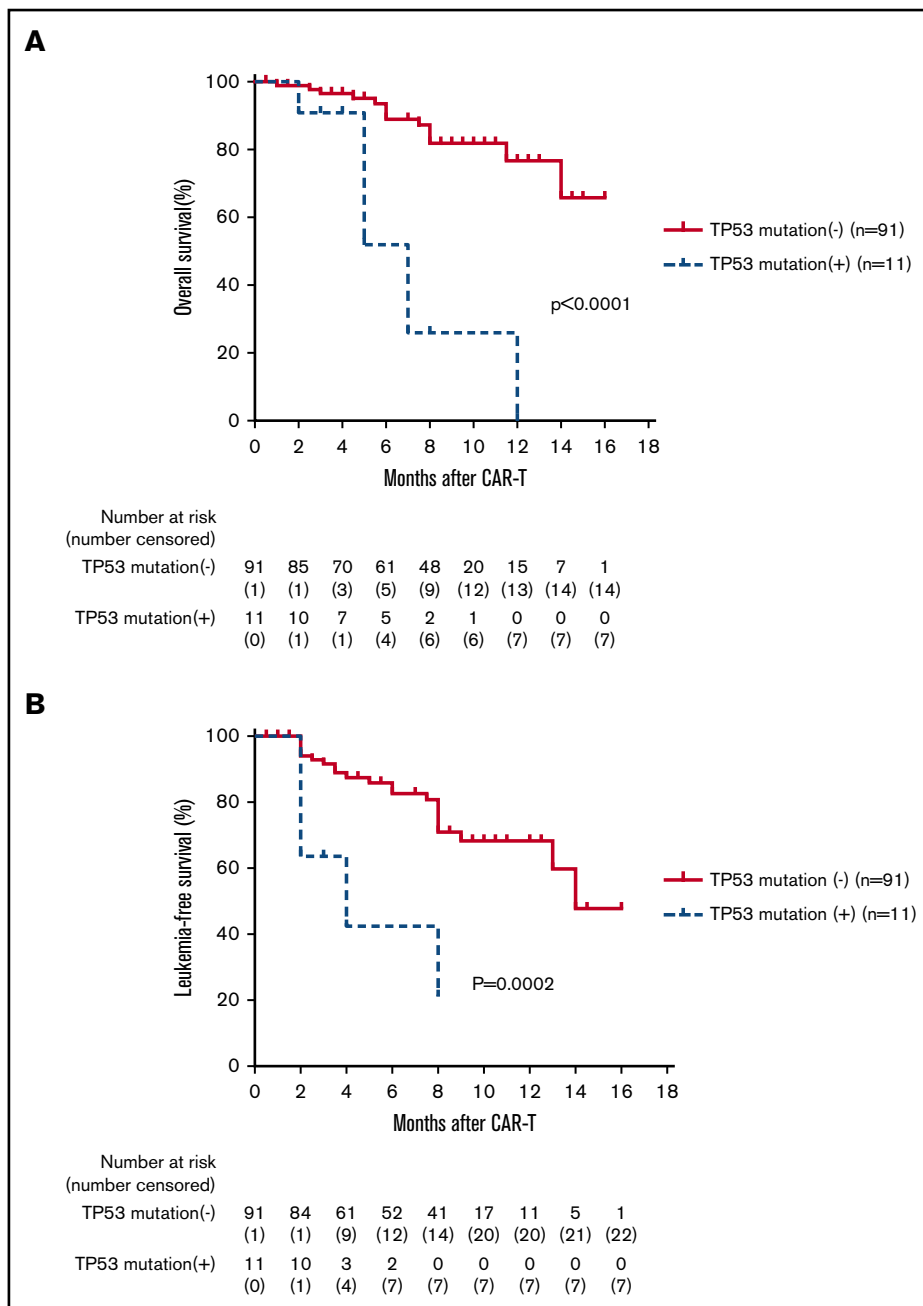 A
100
80
60
40
20
0
Overall survival(%)
0 2 4 6 8 10 12 14 16 18
Months after CAR-T
TP53 mutation(-) (n=91)
TP53 mutation(+) (n=11)
p<0.0001
Number at risk
(number censored)
TP53 mutation(-) 91 85 70 61 48 20 15 7 1
(1) (1) (3) (5) (9) (12) (13) (14) (14)
TP53 mutation(+) 11 10 7 5 2 1 0 0 0
(0) (1) (1) (4) (6) (6) (7) (7) (7)
B
100
80
60
40
20
0
Leukemia-free survival (%)
0 2 4 6 8 10 12 14 16 18
Months after CAR-T
TP53 mutation (-) (n=91)
TP53 mutation (+) (n=11)
P=0.0002
Number at risk
(number censored)
TP53 mutation(-) 91 84 61 52 41 17 11 5 1
(1) (1) (9) (12) (14) (20) (20) (21) (22)
TP53 mutation(+) 11 10 3 2 0 0 0 0 0
(0) (1) (4) (7) (7) (7) (7) (7) (7)